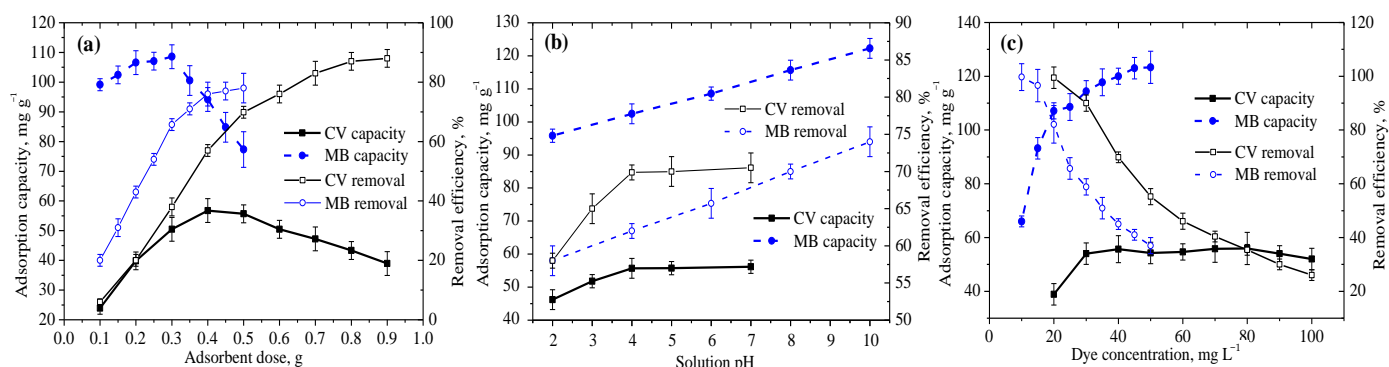 (a)
Adsorption capacity, mg g⁻¹
120
110
100
90
80
70
60
50
40
30
20
0.0 0.1 0.2 0.3 0.4 0.5 0.6 0.7 0.8 0.9 1.0
Adsorbent dose, g
100
80
60
40
20
0
Removal efficiency, %
CV capacity
MB capacity
CV removal
MB removal
(b)
Adsorption capacity, mg g⁻¹
130
120
110
100
90
80
70
60
50
40
2 3 4 5 6 7 8 9 10
Solution pH
90
85
80
75
70
65
60
55
50
Removal efficiency, %
CV removal
MB removal
CV capacity
MB capacity
(c)
Adsorption capacity, mg g⁻¹
140
120
100
80
60
40
0 20 40 60 80 100
Dye concentration, mg L⁻¹
120
100
80
60
40
20
Removal efficiency, %
CV capacity
MB capacity
CV removal
MB removal